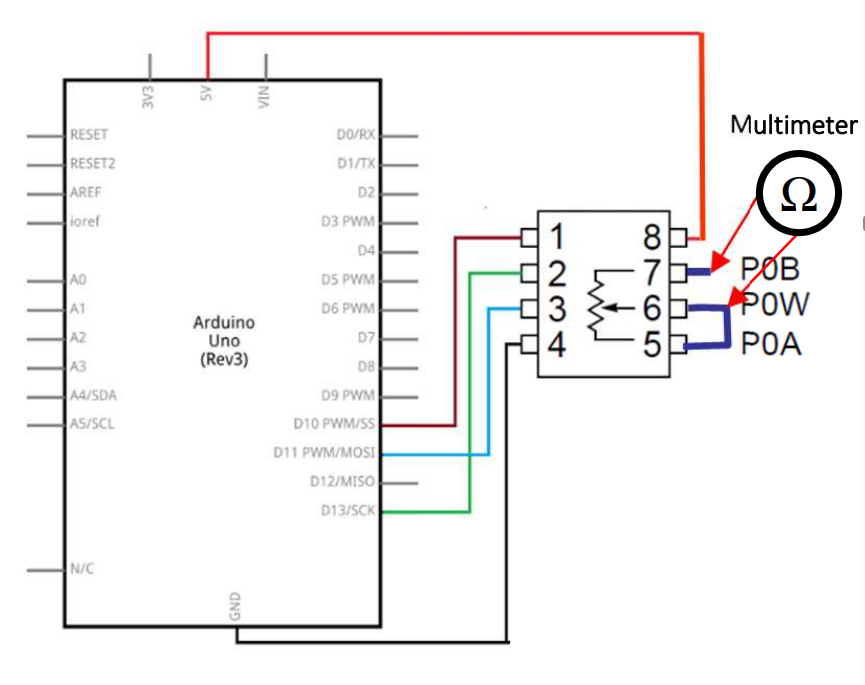 Multimeter
Ω
3V3
5V
VIN
RESET
RESET2
AREF
ioref
A0
A1
A2
A3
A4/SDA
A5/SCL
N/C
Arduino
Uno
(Rev3)
D0/RX
D1/TX
D2
D3 PWM
D4
D5 PWM
D6 PWM
D7
D8
D9 PWM
D10 PWM/SS
D11 PWM/MOSI
D12/MISO
D13/SCK
GND
1 8
2 7 P0B
3 6 P0W
4 5 P0A